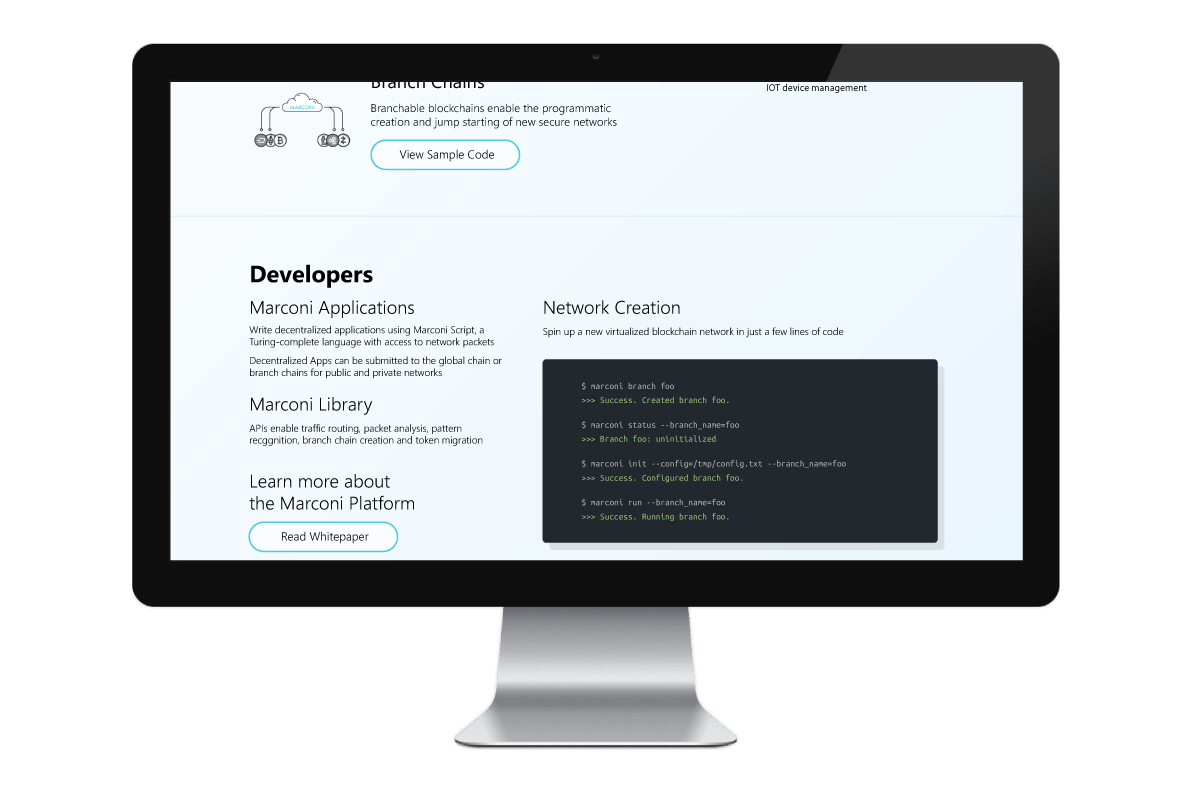 Branch Chains
IOT device management
MARCONI
Branchable blockchains enable the programmatic
creation and jump starting of new secure networks
View Sample Code
Developers
Marconi Applications
Write decentralized applications using Marconi Script, a
Turing-complete language with access to network packets
Decentralized Apps can be submitted to the global chain or
branch chains for public and private networks
Marconi Library
APIs enable traffic routing, packet analysis, pattern
recggnition, branch chain creation and token migration
Learn more about
the Marconi Platform
Read Whitepaper
Network Creation
Spin up a new virtualized blockchain network in just a few lines of code
$ marconi branch foo
>>> Success. Created branch foo.
$ marconi status --branch_name=foo
>>> Branch foo: uninitialized
$ marconi init --config=/tmp/config.txt --branch_name=foo
>>> Success. Configured branch foo.
$ marconi run --branch_name=foo
>>> Success. Running branch foo.